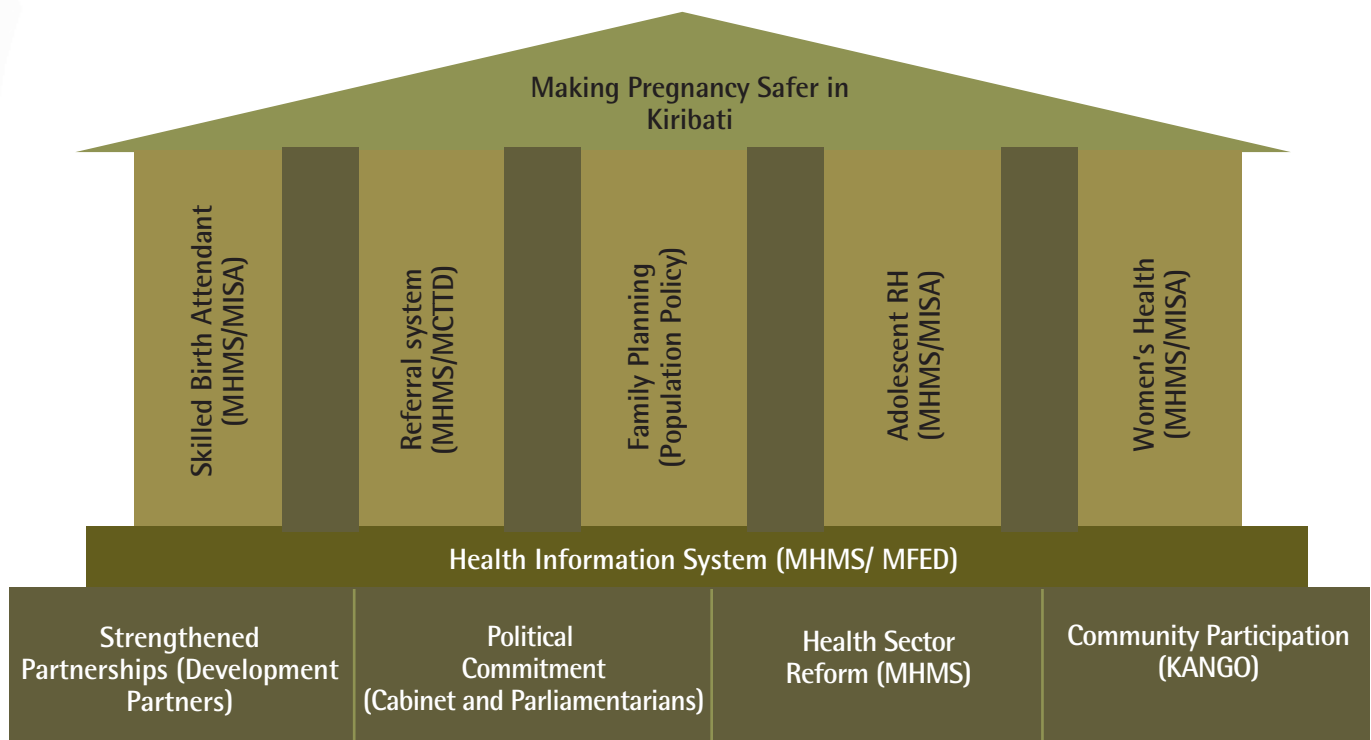 Making Pregnancy Safer in
Kiribati
Skilled Birth Attendant
(MHMS/MISA)
Referral system
(MHMS/MCTTD)
Family Planning
(Population Policy)
Adolescent RH
(MHMS/MISA)
Women's Health
(MHMS/MISA)
Health Information System (MHMS/ MFED)
Strengthened
Partnerships (Development
Partners)
Political
Commitment
(Cabinet and Parliamentarians)
Health Sector
Reform (MHMS)
Community Participation
(KANGO)